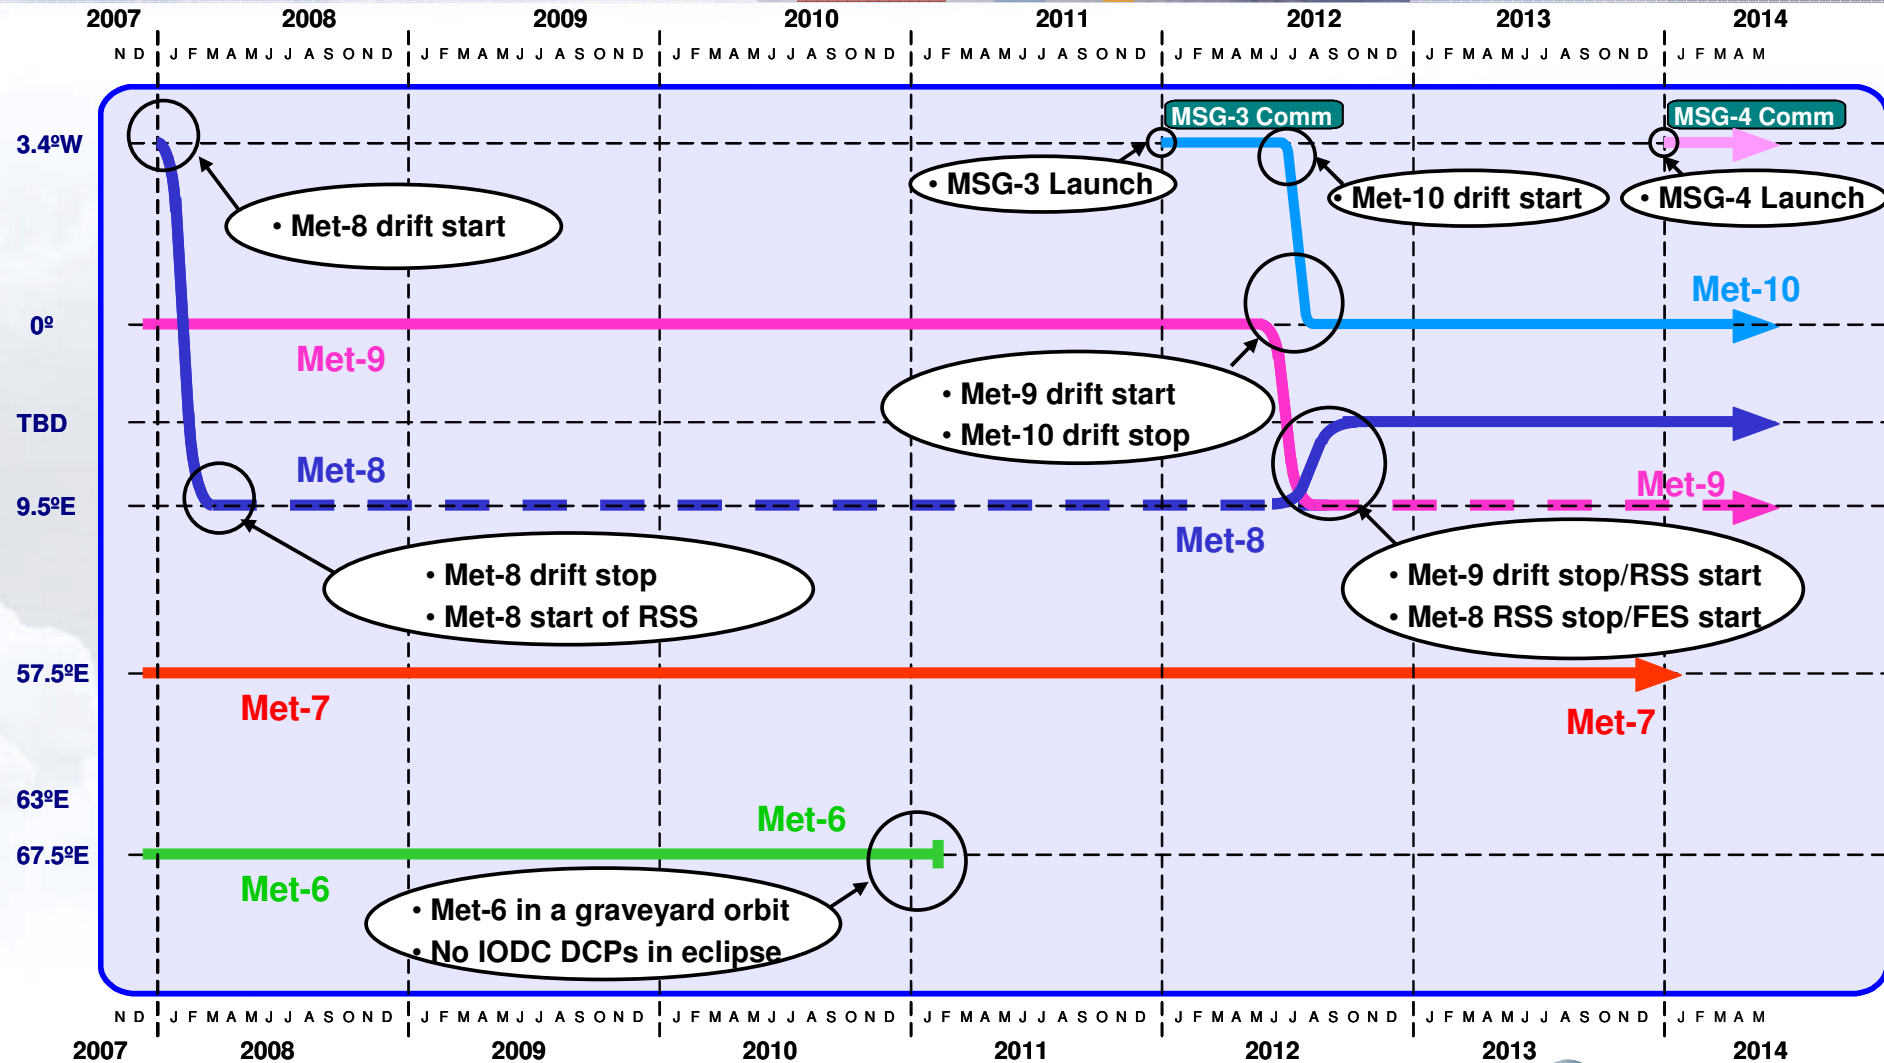 2007 2008 2009 2010 2011 2012 2013 2014
N D J F M A M J J A S O N D J F M A M J J A S O N D J F M A M J J A S O N D J F M A M J J A S O N D J F M A M J J A S O N D J F M A M J J A S O N D J F M A M
MSG-3 Comm MSG-4 Comm
3.4ºW
• MSG-3 Launch • Met-10 drift start • MSG-4 Launch
• Met-8 drift start
Met-10
0º
Met-9
• Met-9 drift start
• Met-10 drift stop
TBD
Met-8 Met-9
9.5ºE
Met-8
• Met-8 drift stop
• Met-8 start of RSS
• Met-9 drift stop/RSS start
• Met-8 RSS stop/FES start
57.5ºE
Met-7 Met-7
63ºE
Met-6
67.5ºE
Met-6
• Met-6 in a graveyard orbit
• No IODC DCPs in eclipse
N D J F M A M J J A S O N D J F M A M J J A S O N D J F M A M J J A S O N D J F M A M J J A S O N D J F M A M J J A S O N D J F M A M J J A S O N D J F M A M
2007 2008 2009 2010 2011 2012 2013 2014